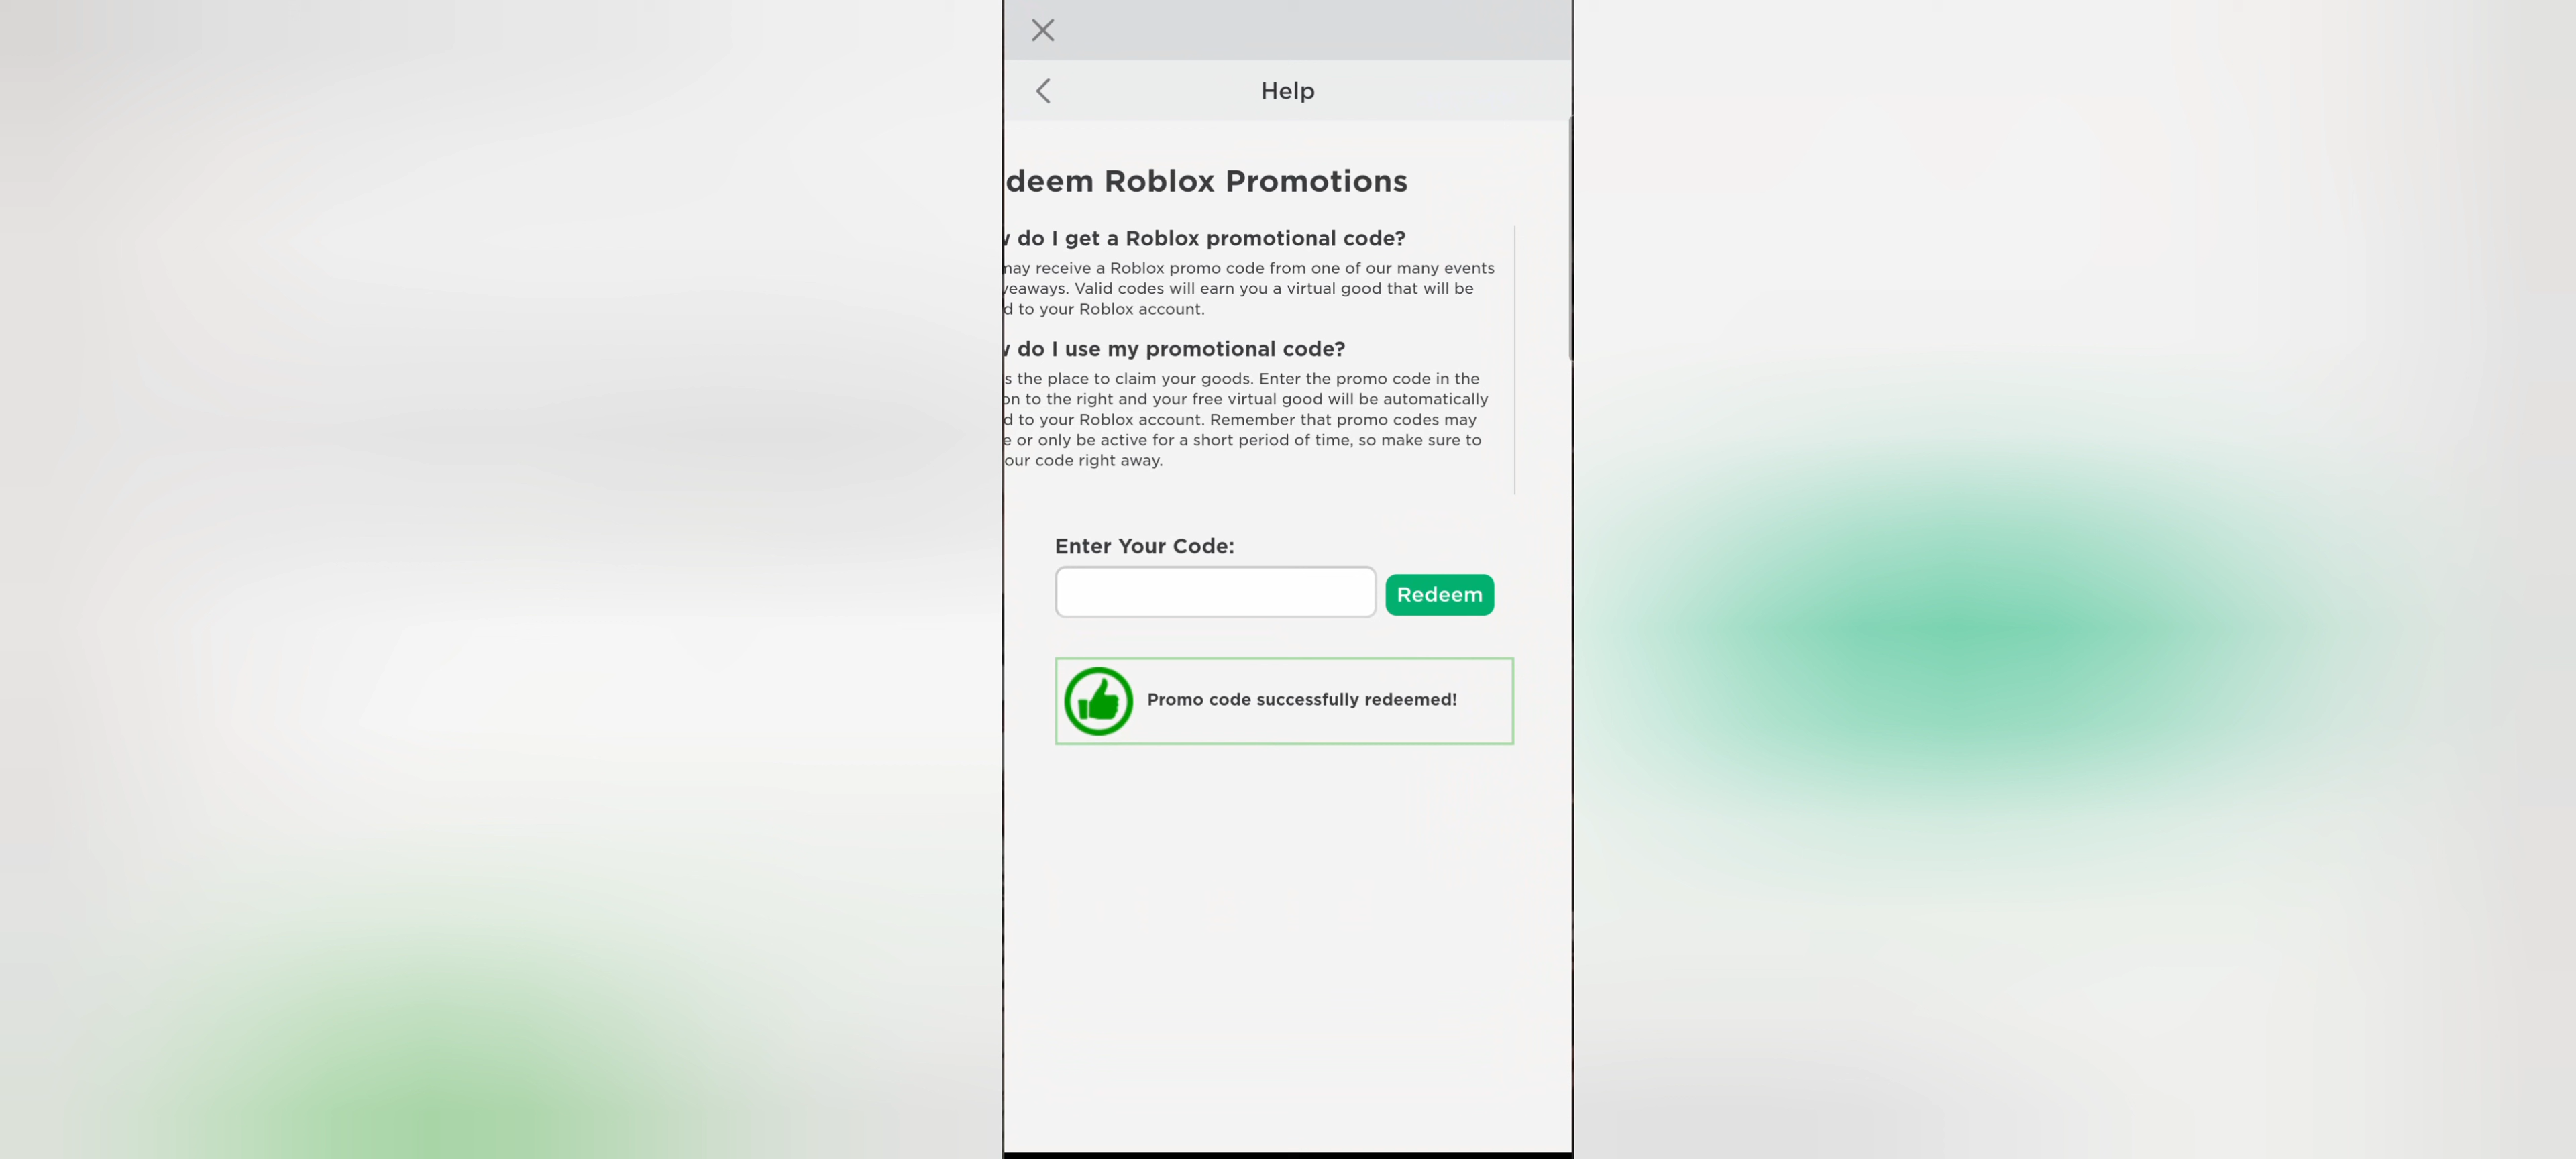 Help
deem Roblox Promotions
do I get a Roblox promotional code?
may receive a Roblox promo code from one of our many events
veaways. Valid codes will earn you a virtual good that will be
d to your Roblox account.
do I use my promotional code?
s the place to claim your goods. Enter the promo code in the
on to the right and your free virtual good will be automatically
d to your Roblox account. Remember that promo codes may
e or only be active for a short period of time, so make sure to
our code right away.
Enter Your Code:
Redeem
Promo code successfully redeemed!